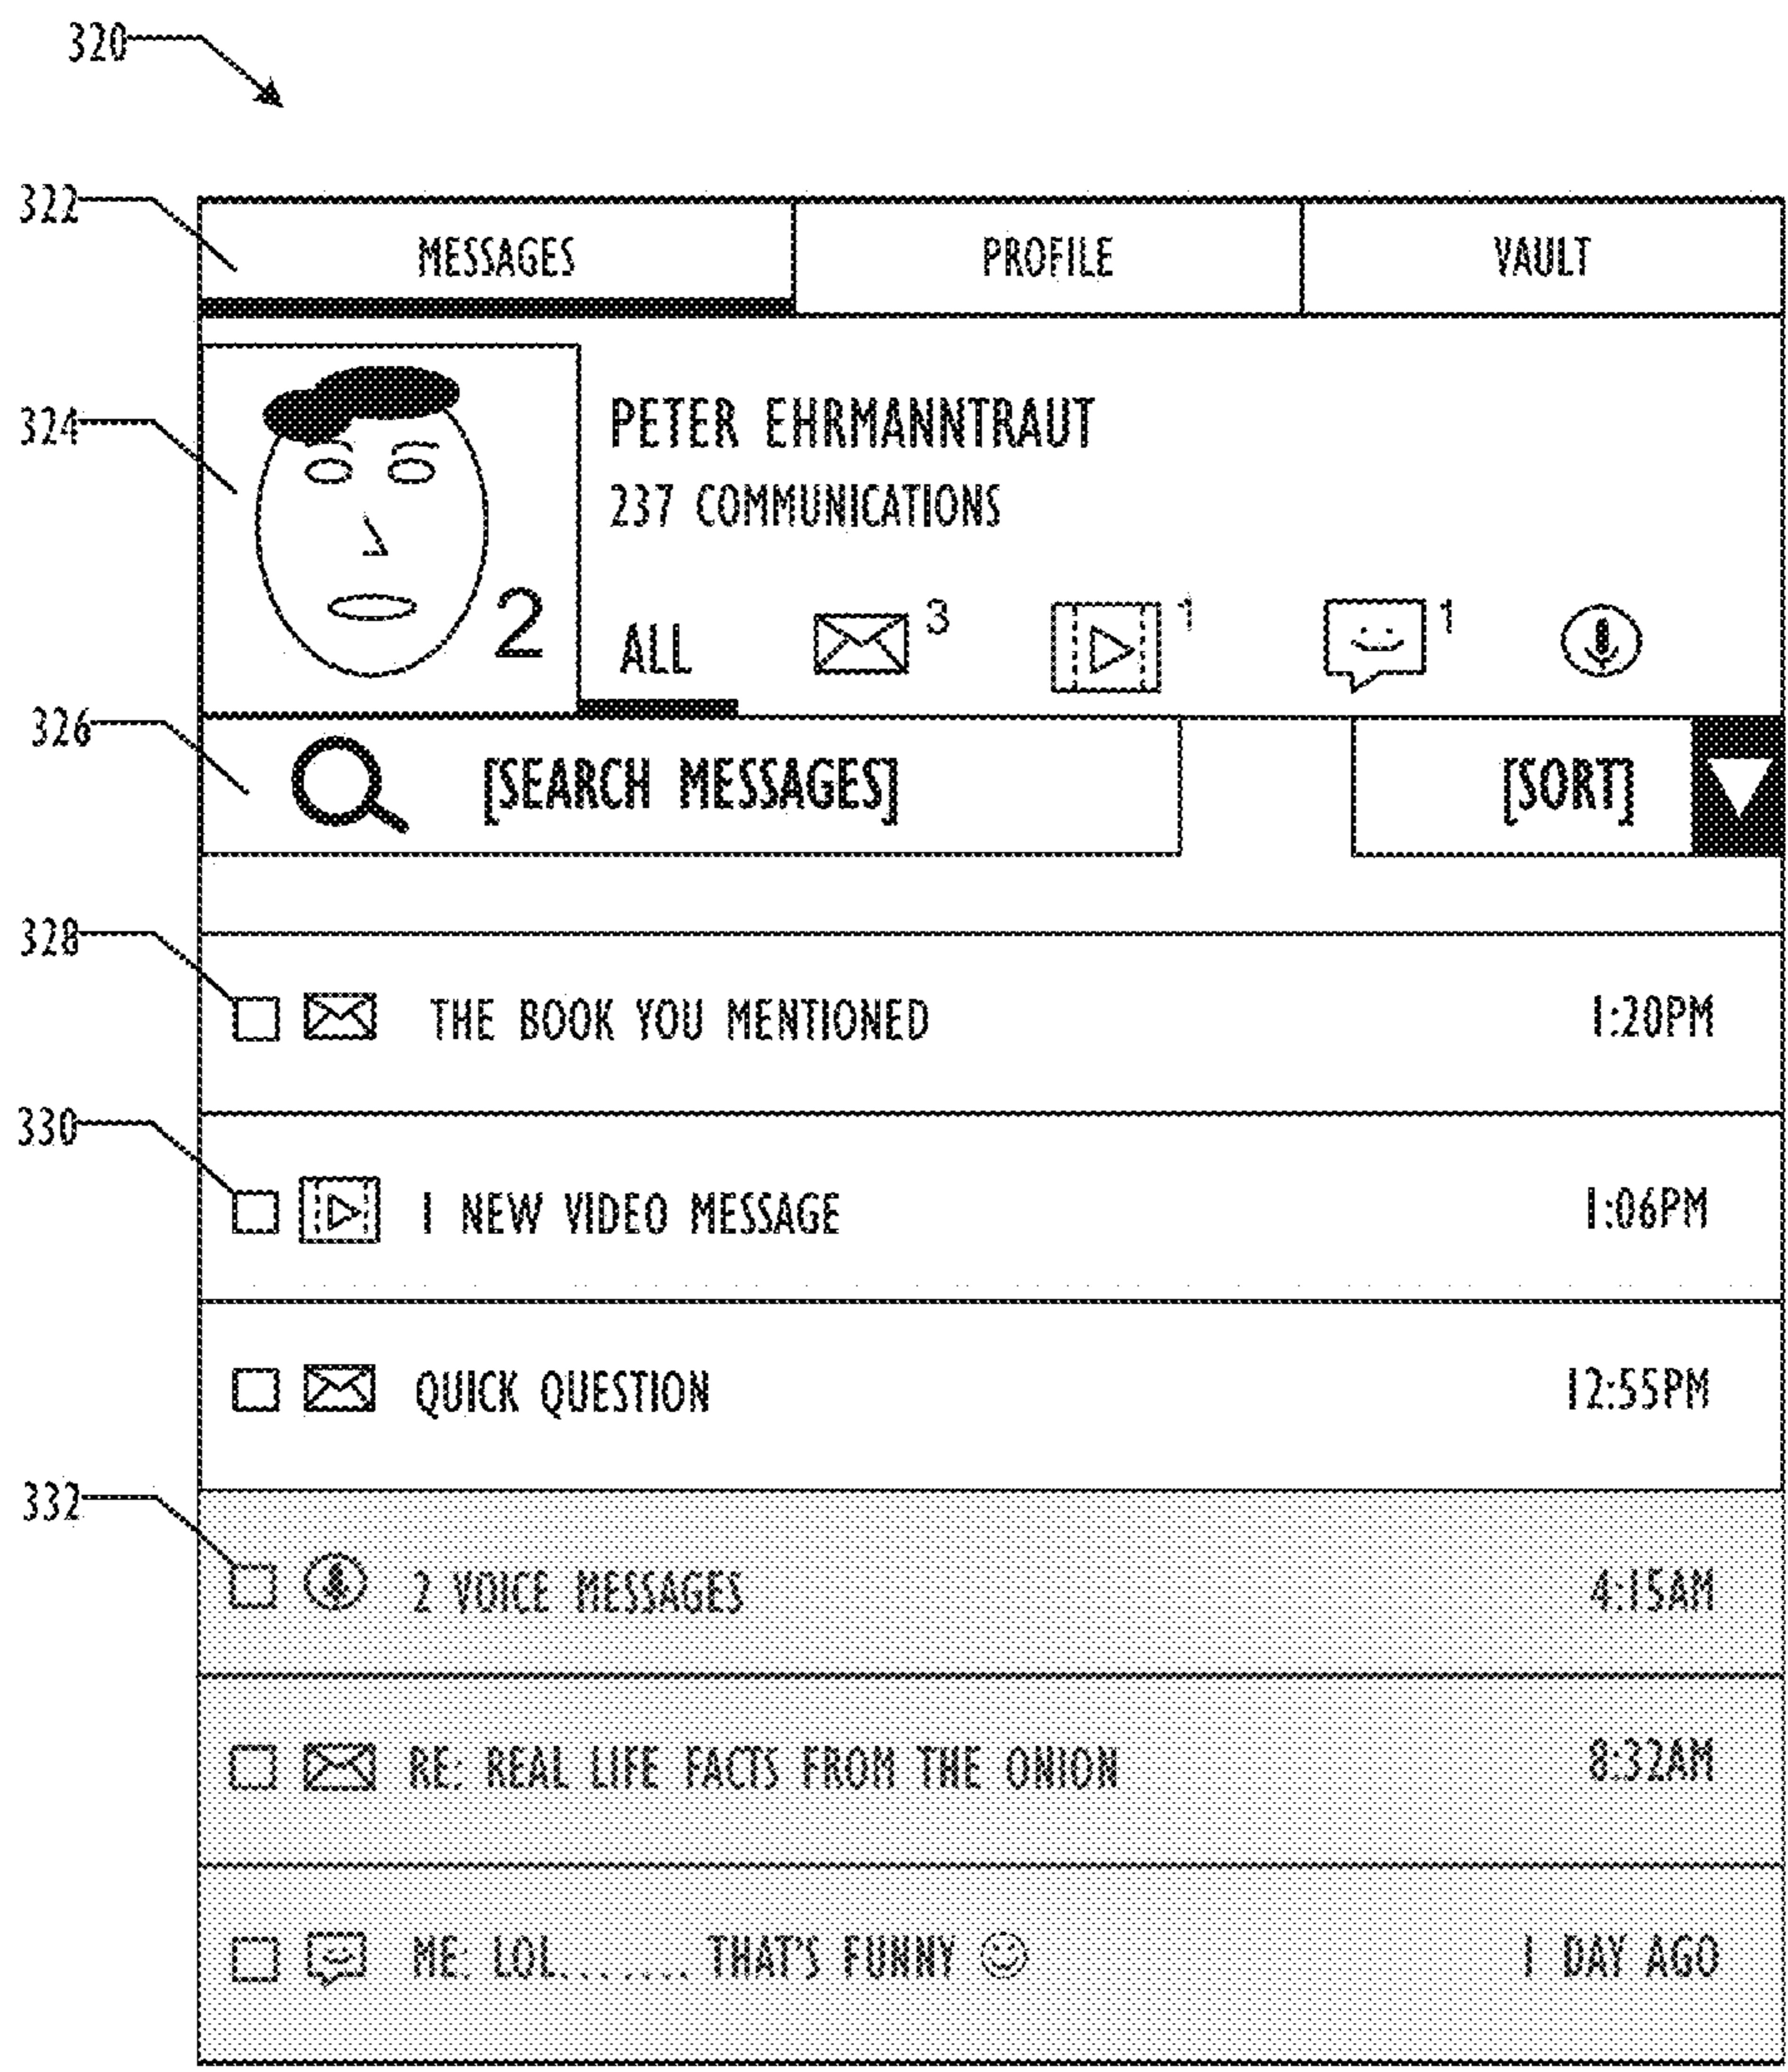 320
322
MESSAGES PROFILE VAULT
324
PETER EHRMANNTRAUT
237 COMMUNICATIONS
2
ALL 3 1 1
326
[SEARCH MESSAGES] [SORT]
328
THE BOOK YOU MENTIONED 1:20PM
330
1 NEW VIDEO MESSAGE 1:06PM
QUICK QUESTION 12:55PM
332
2 VOICE MESSAGES 4:15AM
RE: REAL LIFE FACTS FROM THE ONION 8:32AM
ME: LOL....... THAT'S FUNNY ☺ 1 DAY AGO